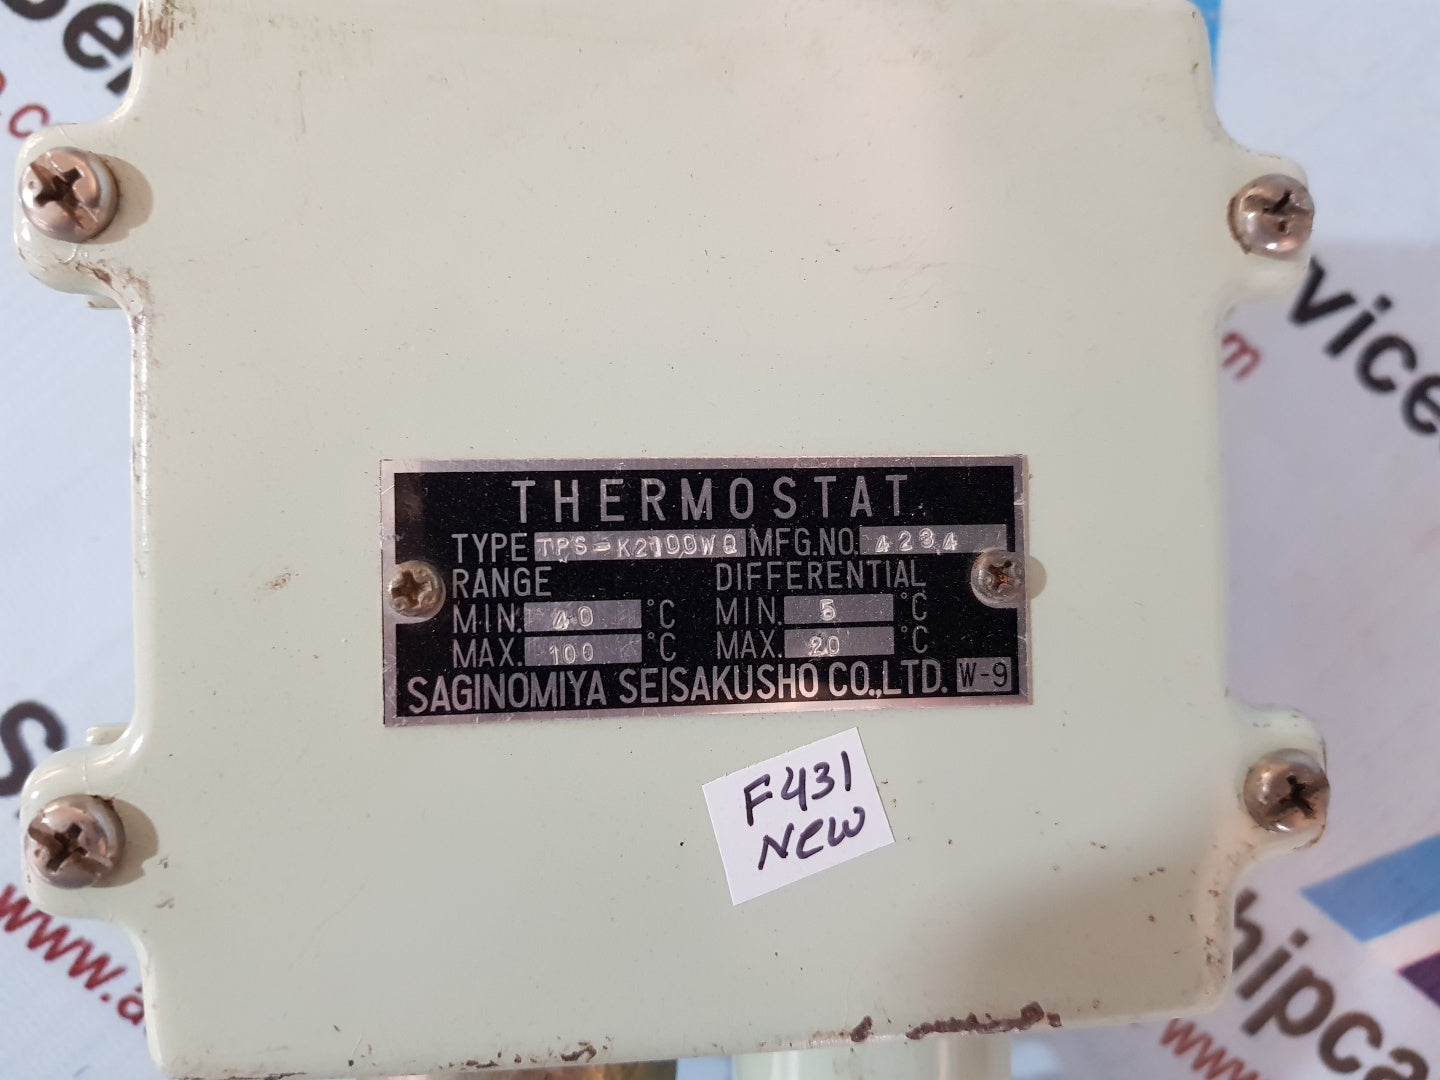 THERMOSTAT
TYPE TPS-K2100WQ MFG.NO. 4234
RANGE DIFFERENTIAL
MIN. 40 °C MIN. 5 °C
MAX. 100 °C MAX. 20 °C
SAGINOMIYA SEISAKUSHO CO.,LTD. W-9
F431
NEW